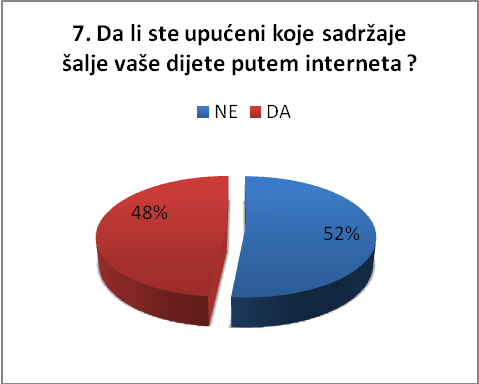 7. Da li ste upućeni koje sadržaje
šalje vaše dijete putem interneta ?
NE DA
48%
52%